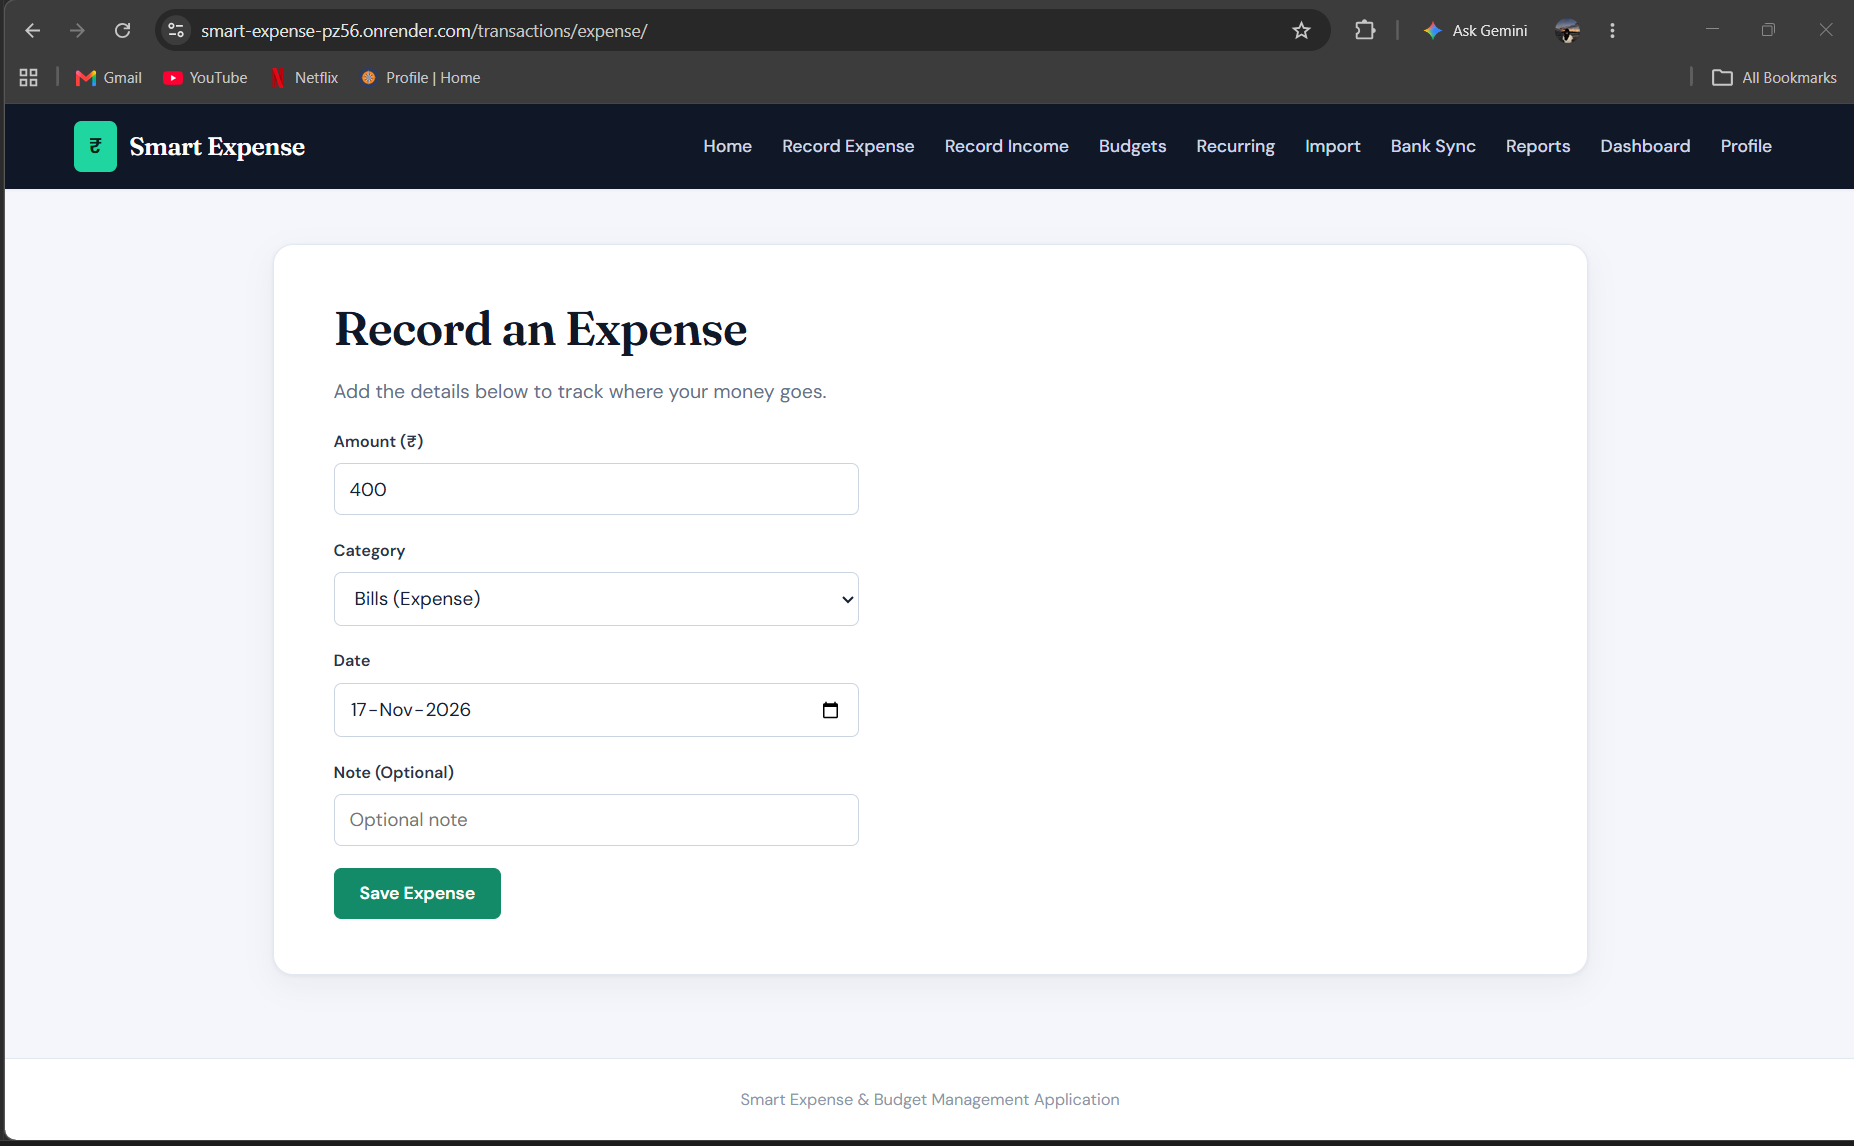 smart-expense-pz56.onrender.com/transactions/expense/
Ask Gemini
Gmail
YouTube
Netflix
Profile | Home
All Bookmarks
₹
Smart Expense
Home
Record Expense
Record Income
Budgets
Recurring
Import
Bank Sync
Reports
Dashboard
Profile
Record an Expense
Add the details below to track where your money goes.
Amount (₹)
400
Category
Bills (Expense)
Date
17-Nov-2026
Note (Optional)
Optional note
Save Expense
Smart Expense & Budget Management Application